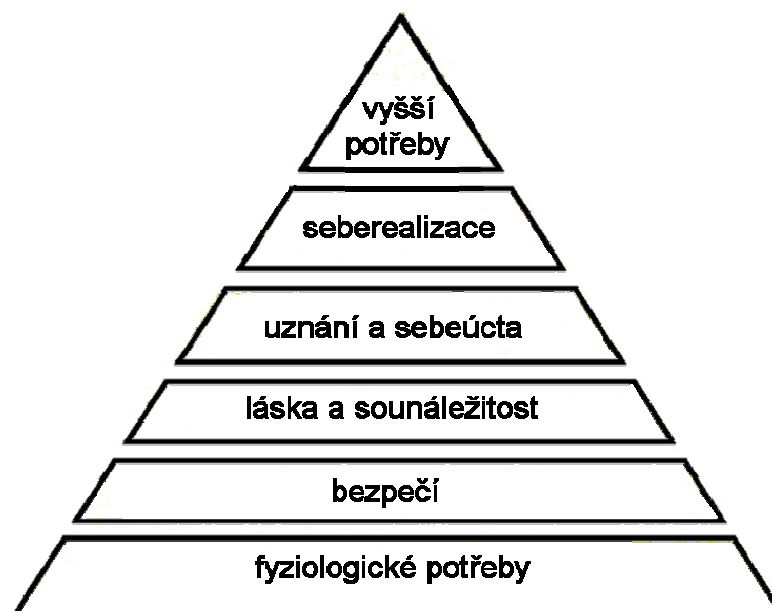 vyšší
potřeby
seberealizace
uznání a sebeúcta
láska a sounáležitost
bezpečí
fyziologické potřeby